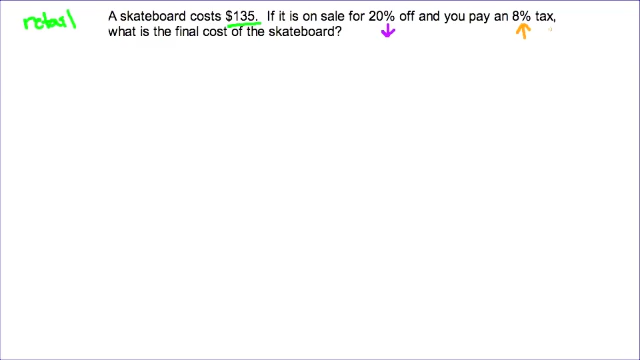 retail
A skateboard costs $135. If it is on sale for 20% off and you pay an 8% tax,
what is the final cost of the skateboard?